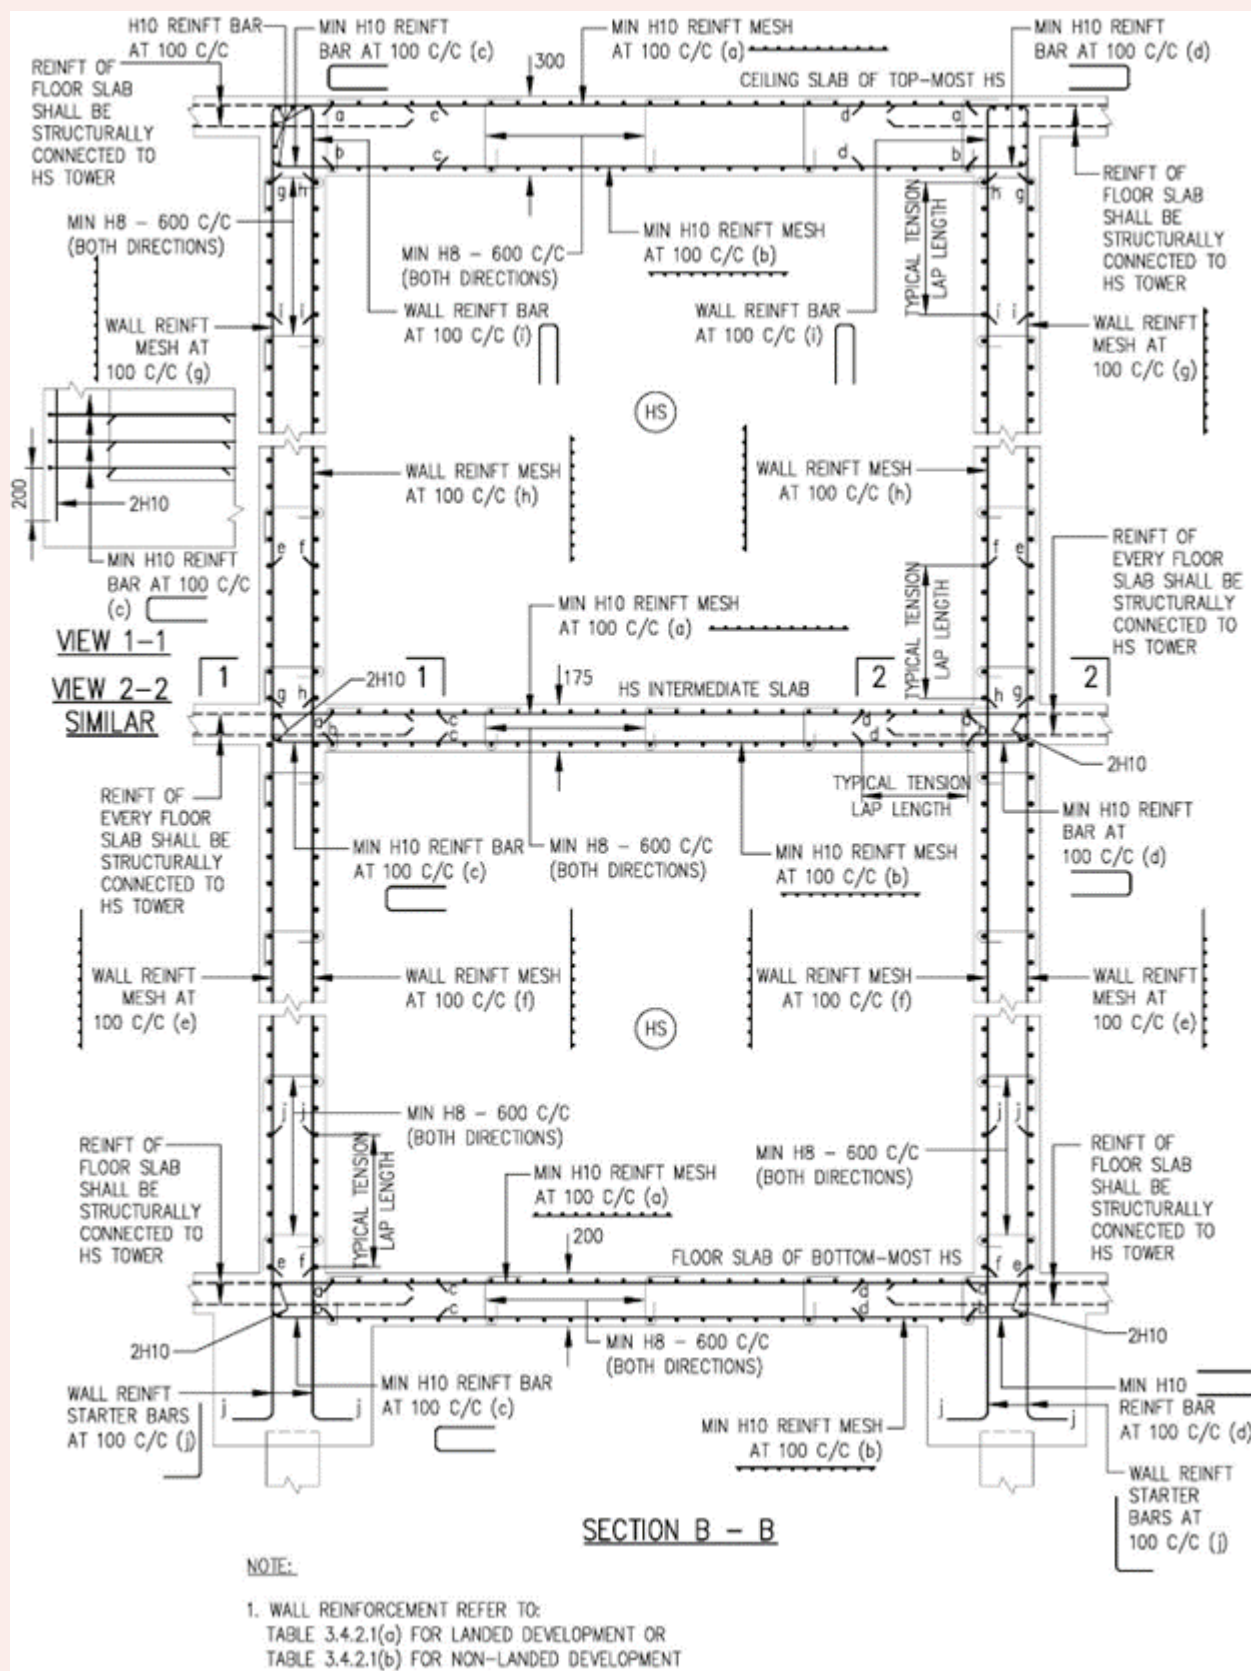 H10 REINFT BAR
AT 100 C/C
MIN H10 REINFT
BAR AT 100 C/C (c)
MIN H10 REINFT MESH
AT 100 C/C (a)
MIN H10 REINFT
BAR AT 100 C/C (d)
300
CEILING SLAB OF TOP-MOST HS
REINFT OF
FLOOR SLAB
SHALL BE
STRUCTURALLY
CONNECTED TO
HS TOWER
a
c
d
a
b
c
d
b
g h
h g
MIN H8 - 600 C/C
(BOTH DIRECTIONS)
MIN H8 - 600 C/C
(BOTH DIRECTIONS)
MIN H10 REINFT MESH
AT 100 C/C (b)
TYPICAL TENSION
LAP LENGTH
REINFT OF
FLOOR SLAB
SHALL BE
STRUCTURALLY
CONNECTED TO
HS TOWER
i i
i i
WALL REINFT
MESH AT
100 C/C (g)
WALL REINFT BAR
AT 100 C/C (i)
WALL REINFT BAR
AT 100 C/C (i)
WALL REINFT
MESH AT
100 C/C (g)
HS
WALL REINFT MESH
AT 100 C/C (h)
WALL REINFT MESH
AT 100 C/C (h)
200
2H10
MIN H10 REINFT
BAR AT 100 C/C
(c)
VIEW 1-1
VIEW 2-2
SIMILAR
e f
f e
MIN H10 REINFT MESH
AT 100 C/C (a)
TYPICAL TENSION
LAP LENGTH
REINFT OF
EVERY FLOOR
SLAB SHALL BE
STRUCTURALLY
CONNECTED TO
HS TOWER
1
1
2
2
g h
h g
2H10
175
HS INTERMEDIATE SLAB
a
c
d
b
c
d
b
2H10
REINFT OF
EVERY FLOOR
SLAB SHALL BE
STRUCTURALLY
CONNECTED TO
HS TOWER
TYPICAL TENSION
LAP LENGTH
MIN H10 REINFT BAR
AT 100 C/C (c)
MIN H8 - 600 C/C
(BOTH DIRECTIONS)
MIN H10 REINFT MESH
AT 100 C/C (b)
MIN H10 REINFT
BAR AT
100 C/C (d)
WALL REINFT
MESH AT
100 C/C (e)
WALL REINFT MESH
AT 100 C/C (f)
WALL REINFT MESH
AT 100 C/C (f)
WALL REINFT
MESH AT
100 C/C (e)
HS
j j
j j
MIN H8 - 600 C/C
(BOTH DIRECTIONS)
MIN H8 - 600 C/C
(BOTH DIRECTIONS)
REINFT OF
FLOOR SLAB
SHALL BE
STRUCTURALLY
CONNECTED TO
HS TOWER
TYPICAL TENSION
LAP LENGTH
MIN H10 REINFT MESH
AT 100 C/C (a)
REINFT OF
FLOOR SLAB
SHALL BE
STRUCTURALLY
CONNECTED TO
HS TOWER
200
FLOOR SLAB OF BOTTOM-MOST HS
e f
f e
a
c
d
a
b
c
d
b
2H10
MIN H8 - 600 C/C
(BOTH DIRECTIONS)
2H10
WALL REINFT
STARTER BARS
AT 100 C/C (j)
j
j
MIN H10 REINFT BAR
AT 100 C/C (c)
MIN H10 REINFT MESH
AT 100 C/C (b)
j
j
MIN H10
REINFT BAR
AT 100 C/C (d)
WALL REINFT
STARTER
BARS AT
100 C/C (j)
SECTION B - B
NOTE:
1. WALL REINFORCEMENT REFER TO:
TABLE 3.4.2.1(a) FOR LANDED DEVELOPMENT OR
TABLE 3.4.2.1(b) FOR NON-LANDED DEVELOPMENT